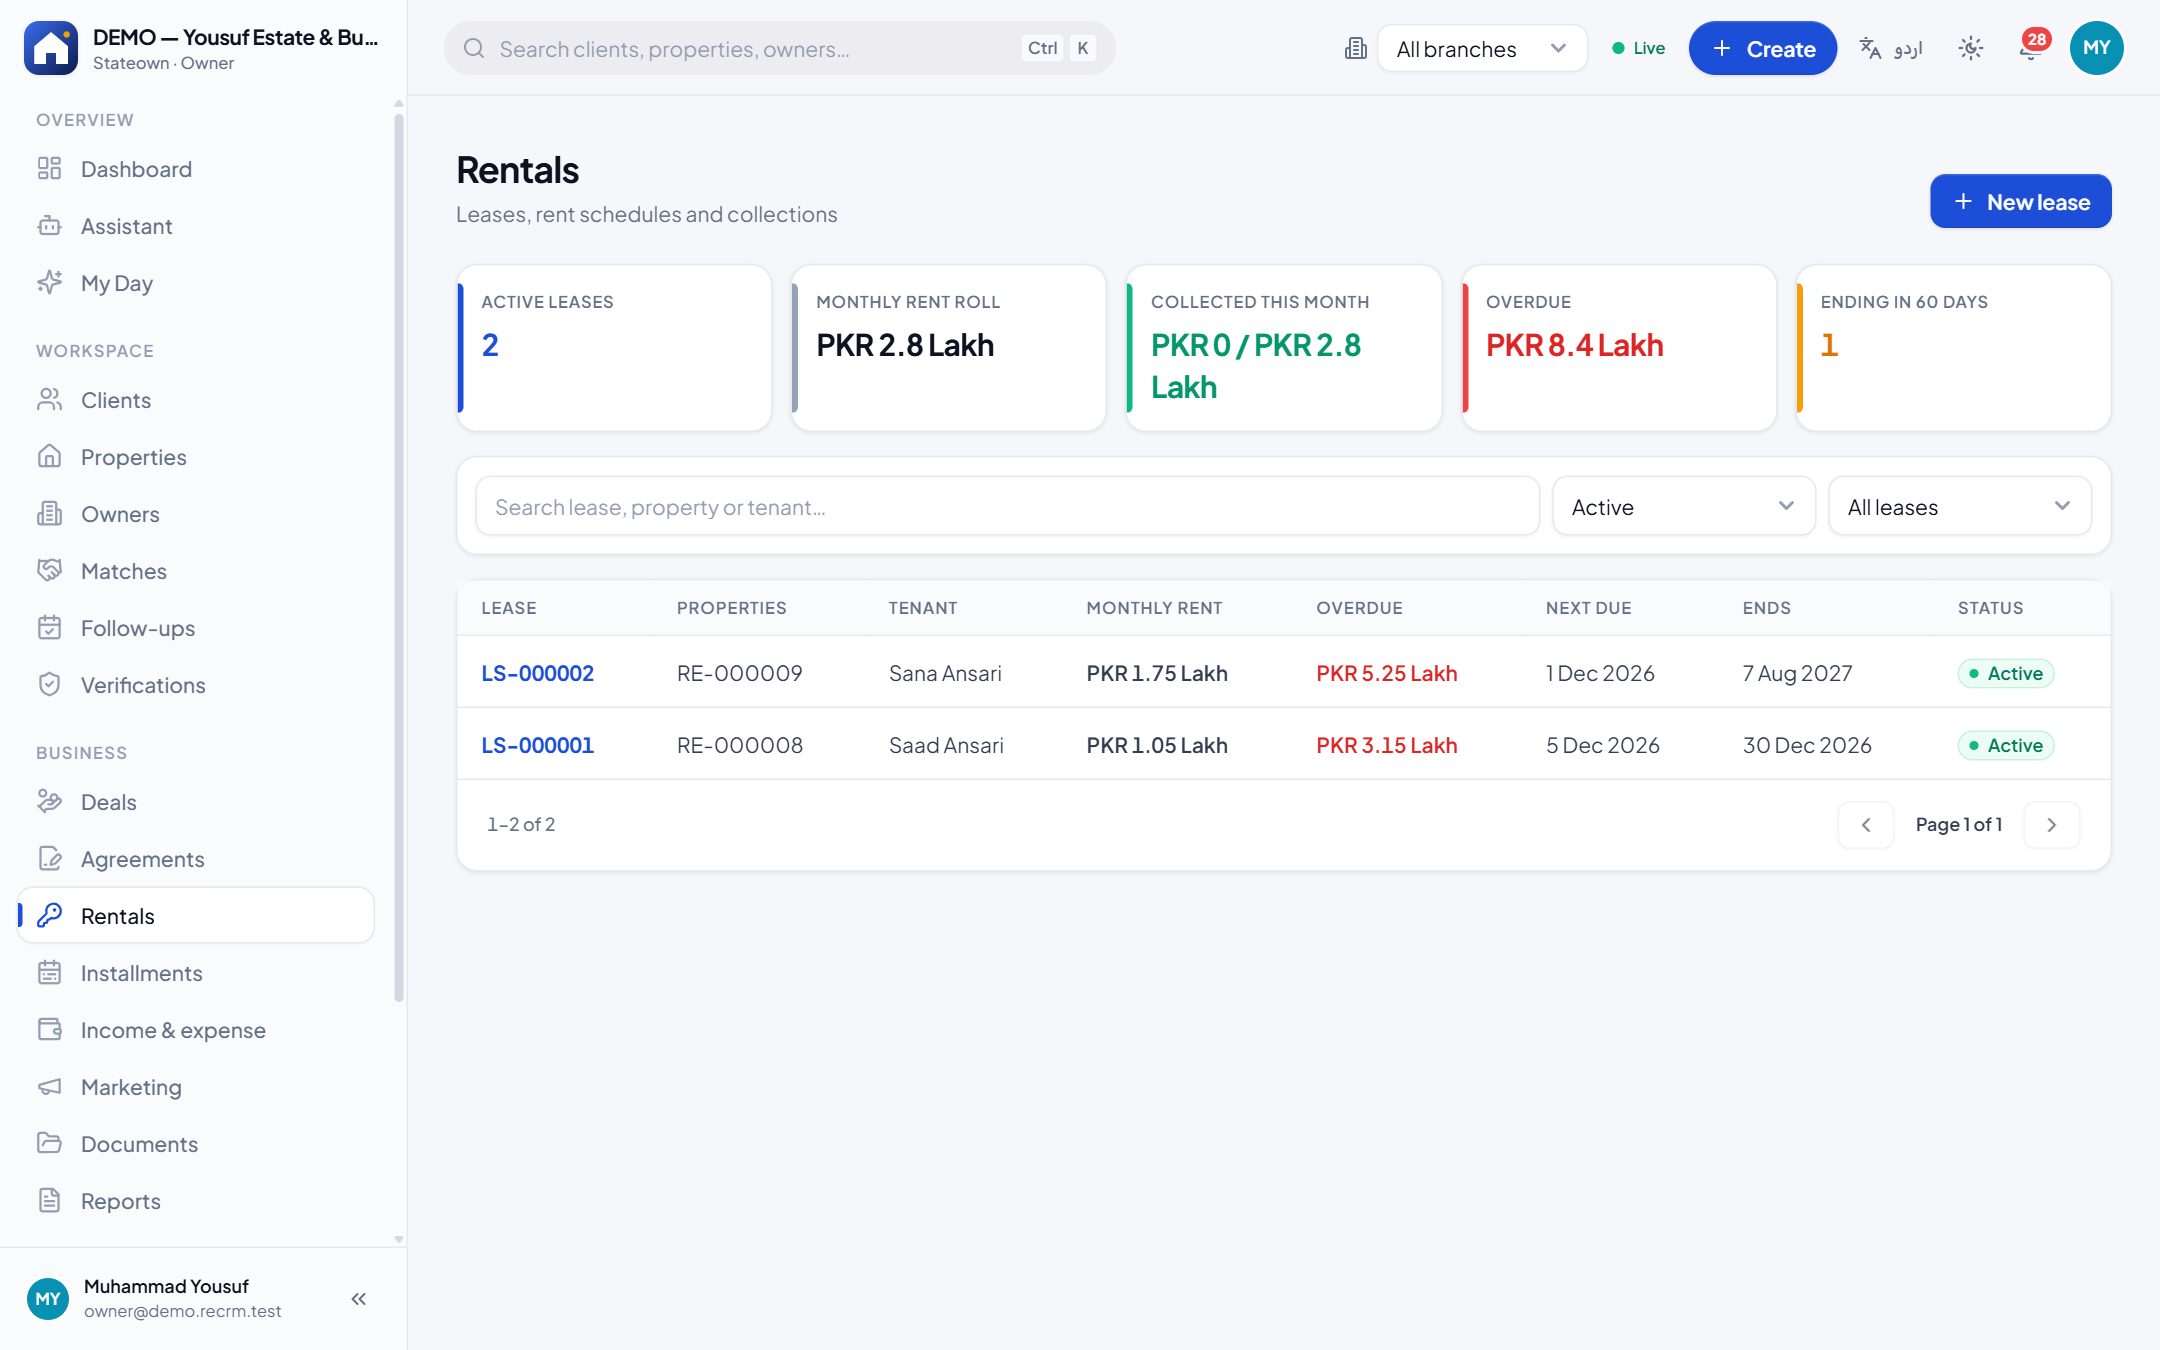 DEMO — Yousuf Estate & Bu...
Stateown · Owner
Search clients, properties, owners...
Ctrl K
All branches
Live
+ Create
اردو
28
MY
OVERVIEW
Dashboard
Assistant
My Day
WORKSPACE
Clients
Properties
Owners
Matches
Follow-ups
Verifications
BUSINESS
Deals
Agreements
Rentals
Installments
Income & expense
Marketing
Documents
Reports
MY
Muhammad Yousuf
owner@demo.recrm.test
Rentals
Leases, rent schedules and collections
+ New lease
ACTIVE LEASES
2
MONTHLY RENT ROLL
PKR 2.8 Lakh
COLLECTED THIS MONTH
PKR 0 / PKR 2.8
Lakh
OVERDUE
PKR 8.4 Lakh
ENDING IN 60 DAYS
1
Search lease, property or tenant...
Active
All leases
LEASE PROPERTIES TENANT MONTHLY RENT OVERDUE NEXT DUE ENDS STATUS
LS-000002 RE-000009 Sana Ansari PKR 1.75 Lakh PKR 5.25 Lakh 1 Dec 2026 7 Aug 2027 Active
LS-000001 RE-000008 Saad Ansari PKR 1.05 Lakh PKR 3.15 Lakh 5 Dec 2026 30 Dec 2026 Active
1–2 of 2
Page 1 of 1